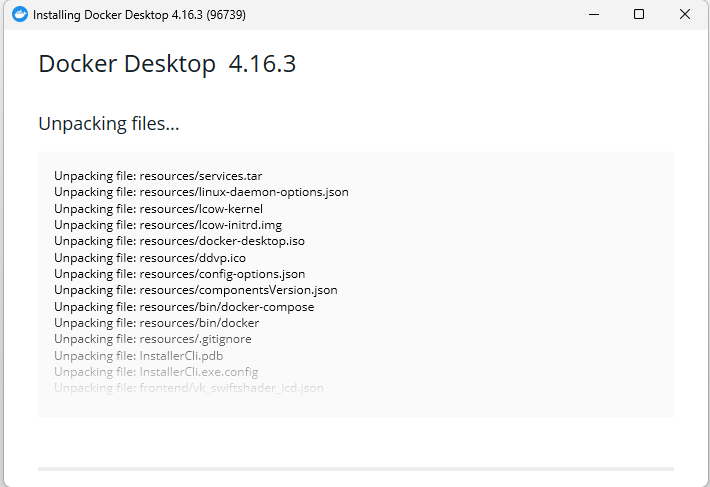 Installing Docker Desktop 4.16.3 (96739)
Docker Desktop 4.16.3
Unpacking files...
Unpacking file: resources/services.tar
Unpacking file: resources/linux-daemon-options.json
Unpacking file: resources/lcow-kernel
Unpacking file: resources/lcow-initrd.img
Unpacking file: resources/docker-desktop.iso
Unpacking file: resources/ddvp.ico
Unpacking file: resources/config-options.json
Unpacking file: resources/componentsVersion.json
Unpacking file: resources/bin/docker-compose
Unpacking file: resources/bin/docker
Unpacking file: resources/.gitignore
Unpacking file: InstallerCli.pdb
Unpacking file: InstallerCli.exe.config
Unpacking file: frontend/vk_swiftshader_icd.json